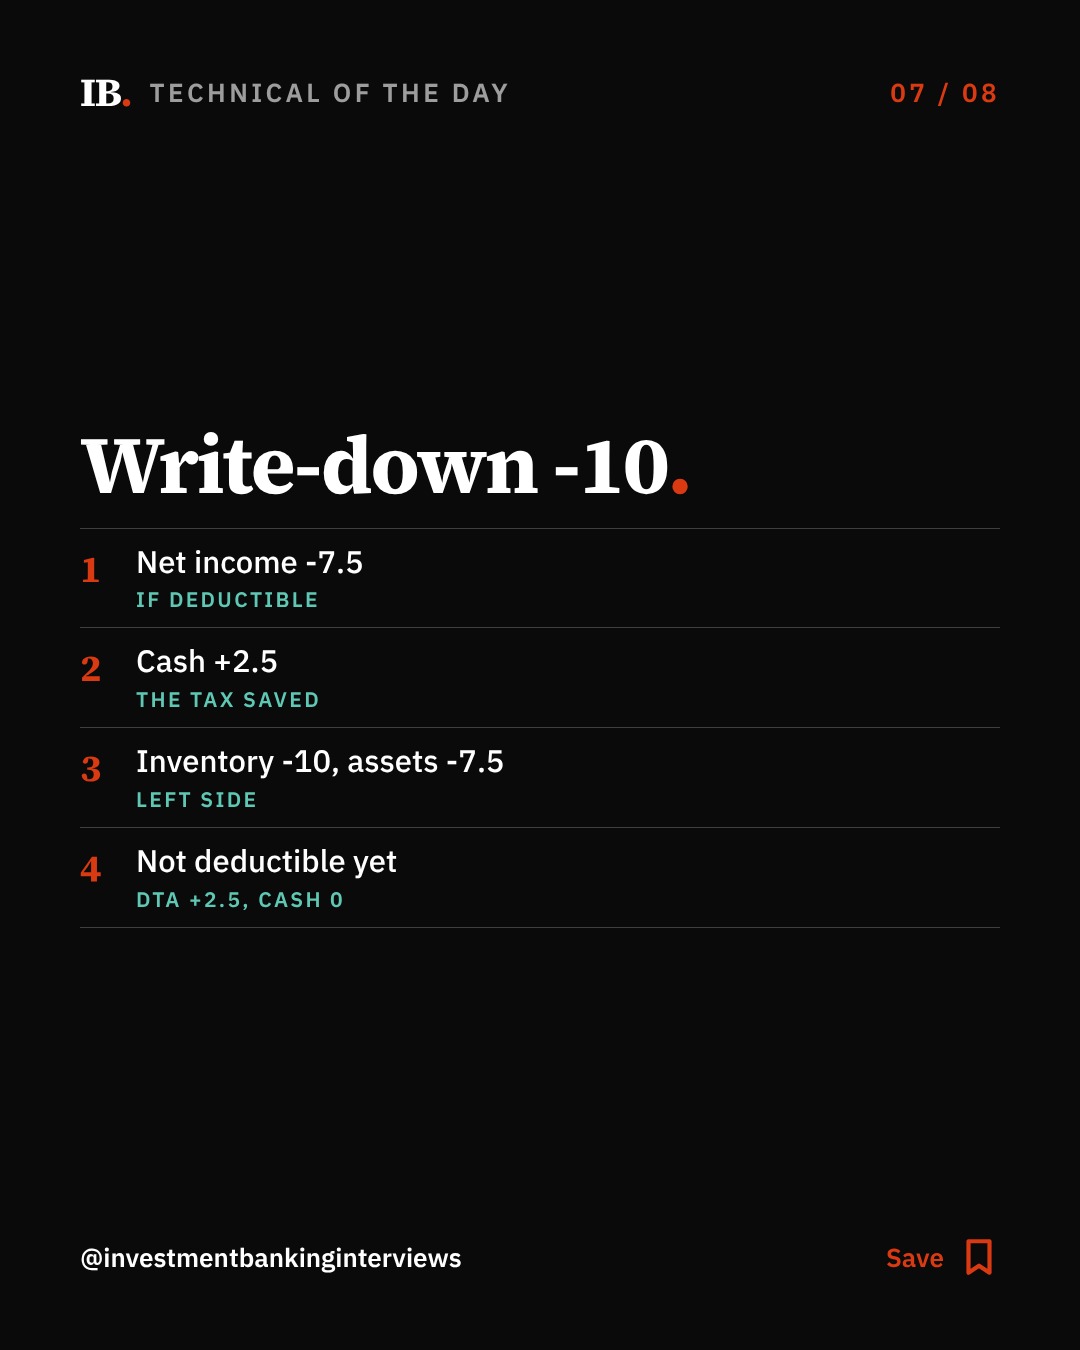 IB. TECHNICAL OF THE DAY
07 / 08
Write-down -10.
1 Net income -7.5
IF DEDUCTIBLE
2 Cash +2.5
THE TAX SAVED
3 Inventory -10, assets -7.5
LEFT SIDE
4 Not deductible yet
DTA +2.5, CASH 0
@investmentbankinginterviews
Save